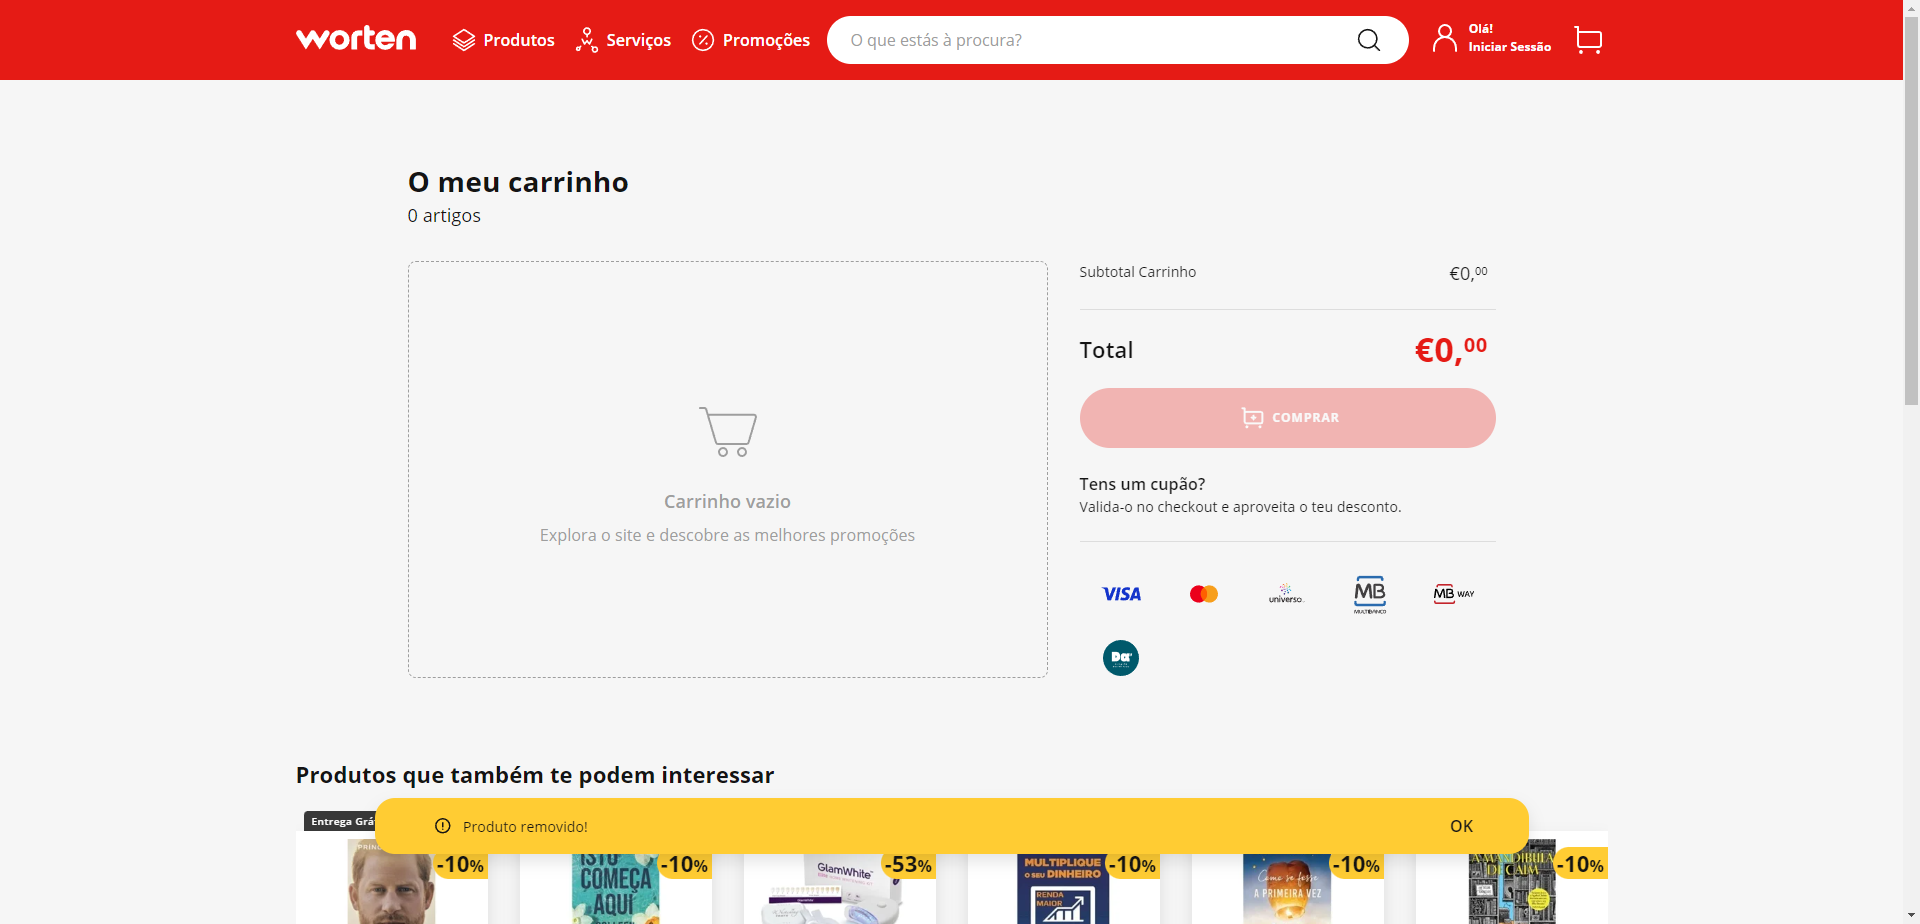 worten
Produtos
Serviços
Promoções
O que estás à procura?
Olá!
Iniciar Sessão
O meu carrinho
0 artigos
Carrinho vazio
Explora o site e descobre as melhores promoções
Subtotal Carrinho
€0,00
Total
€0,00
COMPRAR
Tens um cupão?
Valida-o no checkout e aproveita o teu desconto.
VISA
universo
MB
MULTIBANCO
MB WAY
Da
Produtos que também te podem interessar
Produto removido!
OK
Entrega
-10%
-10%
-53%
-10%
-10%
-10%
ISTO
COMEÇA
AQUI
GlamWhite
MULTIPLIQUE
O SEU DINHEIRO
RENDA
MAIOR
Como se fosse
A PRIMEIRA VEZ
A MANDÍBULA
DE CAIM